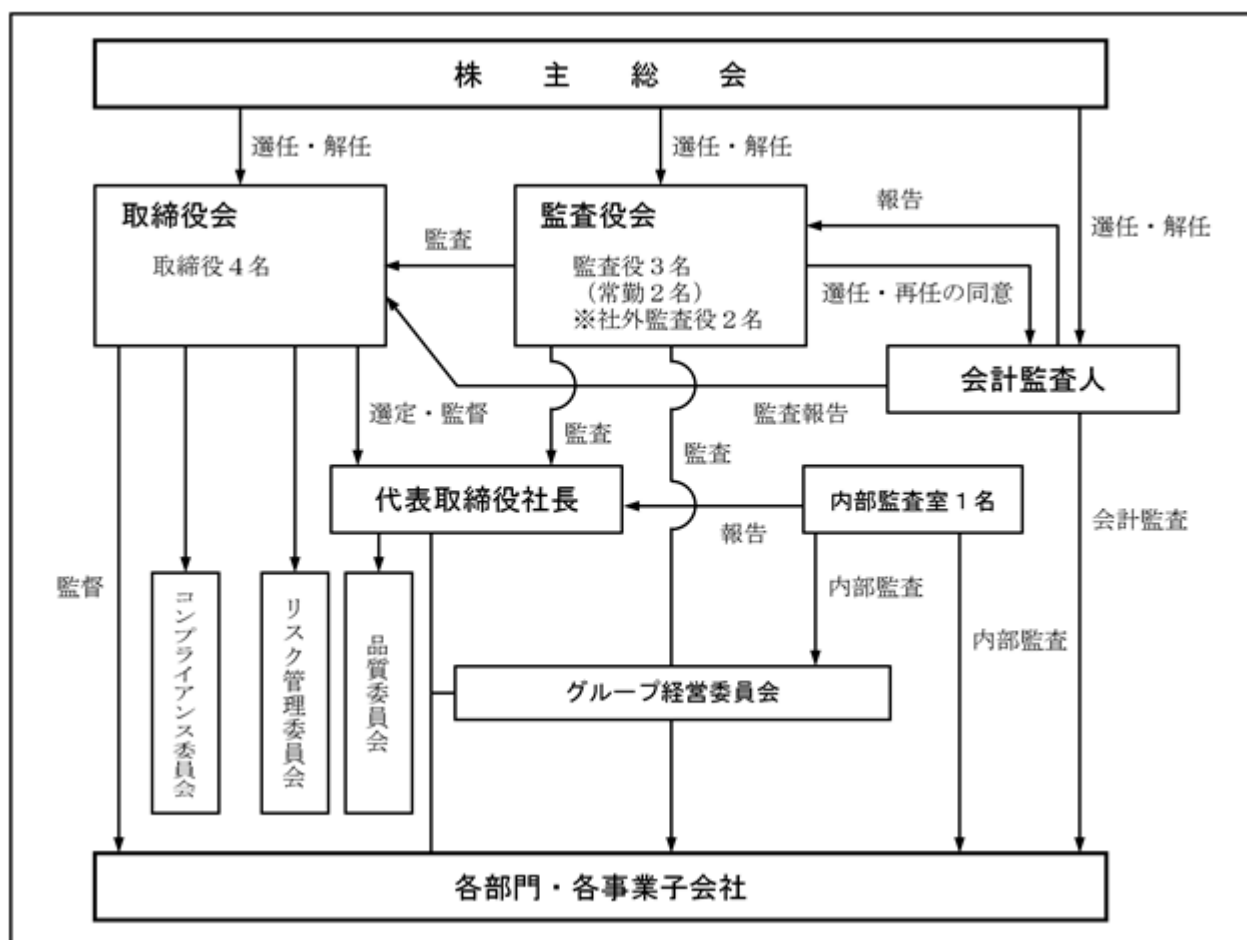 株主総会
選任・解任
選任・解任
選任・解任
取締役会
取締役4名
監査
監査役会
監査役3名
(常勤2名)
※社外監査役2名
報告
選任・再任の同意
会計監査人
監査報告
選定・監督
監査
監査
代表取締役社長
報告
内部監査室1名
会計監査
監督
コンプライアンス委員会
リスク管理委員会
品質委員会
内部監査
内部監査
グループ経営委員会
各部門・各事業子会社